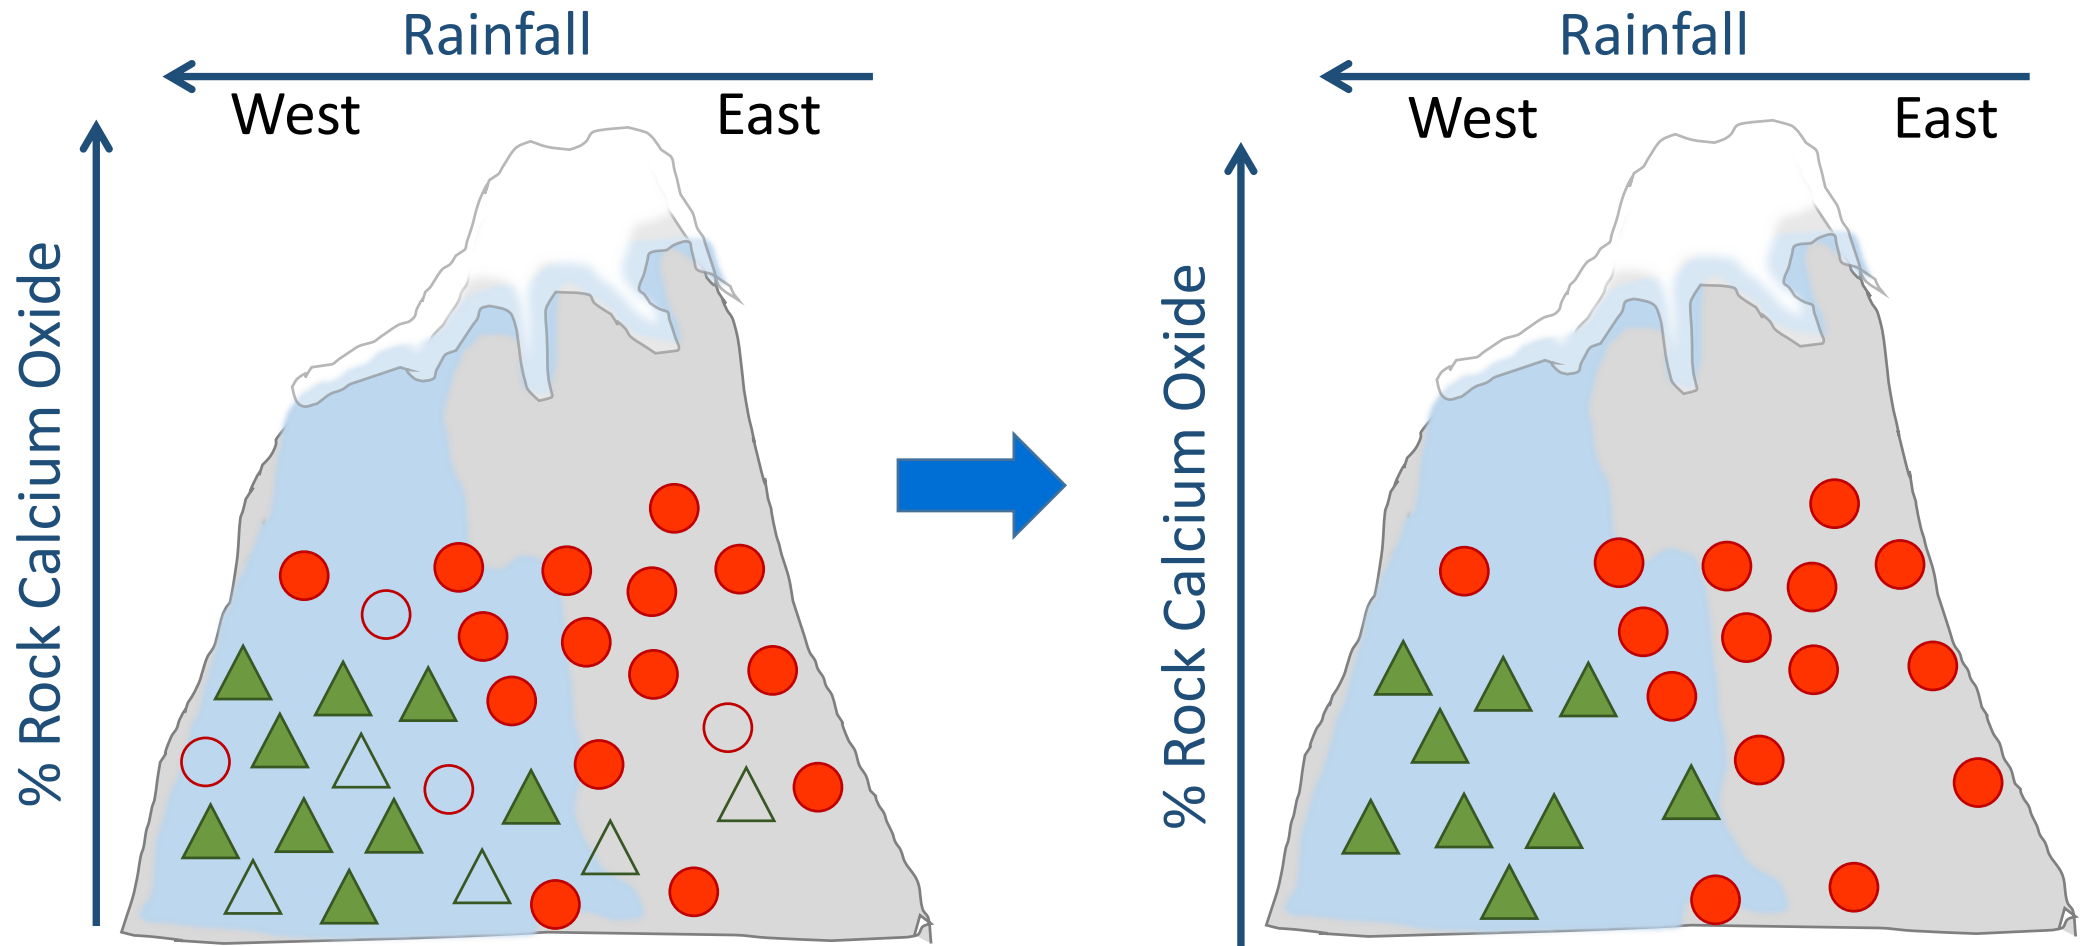 Rainfall
West
East
% Rock Calcium Oxide
Rainfall
West
East
% Rock Calcium Oxide